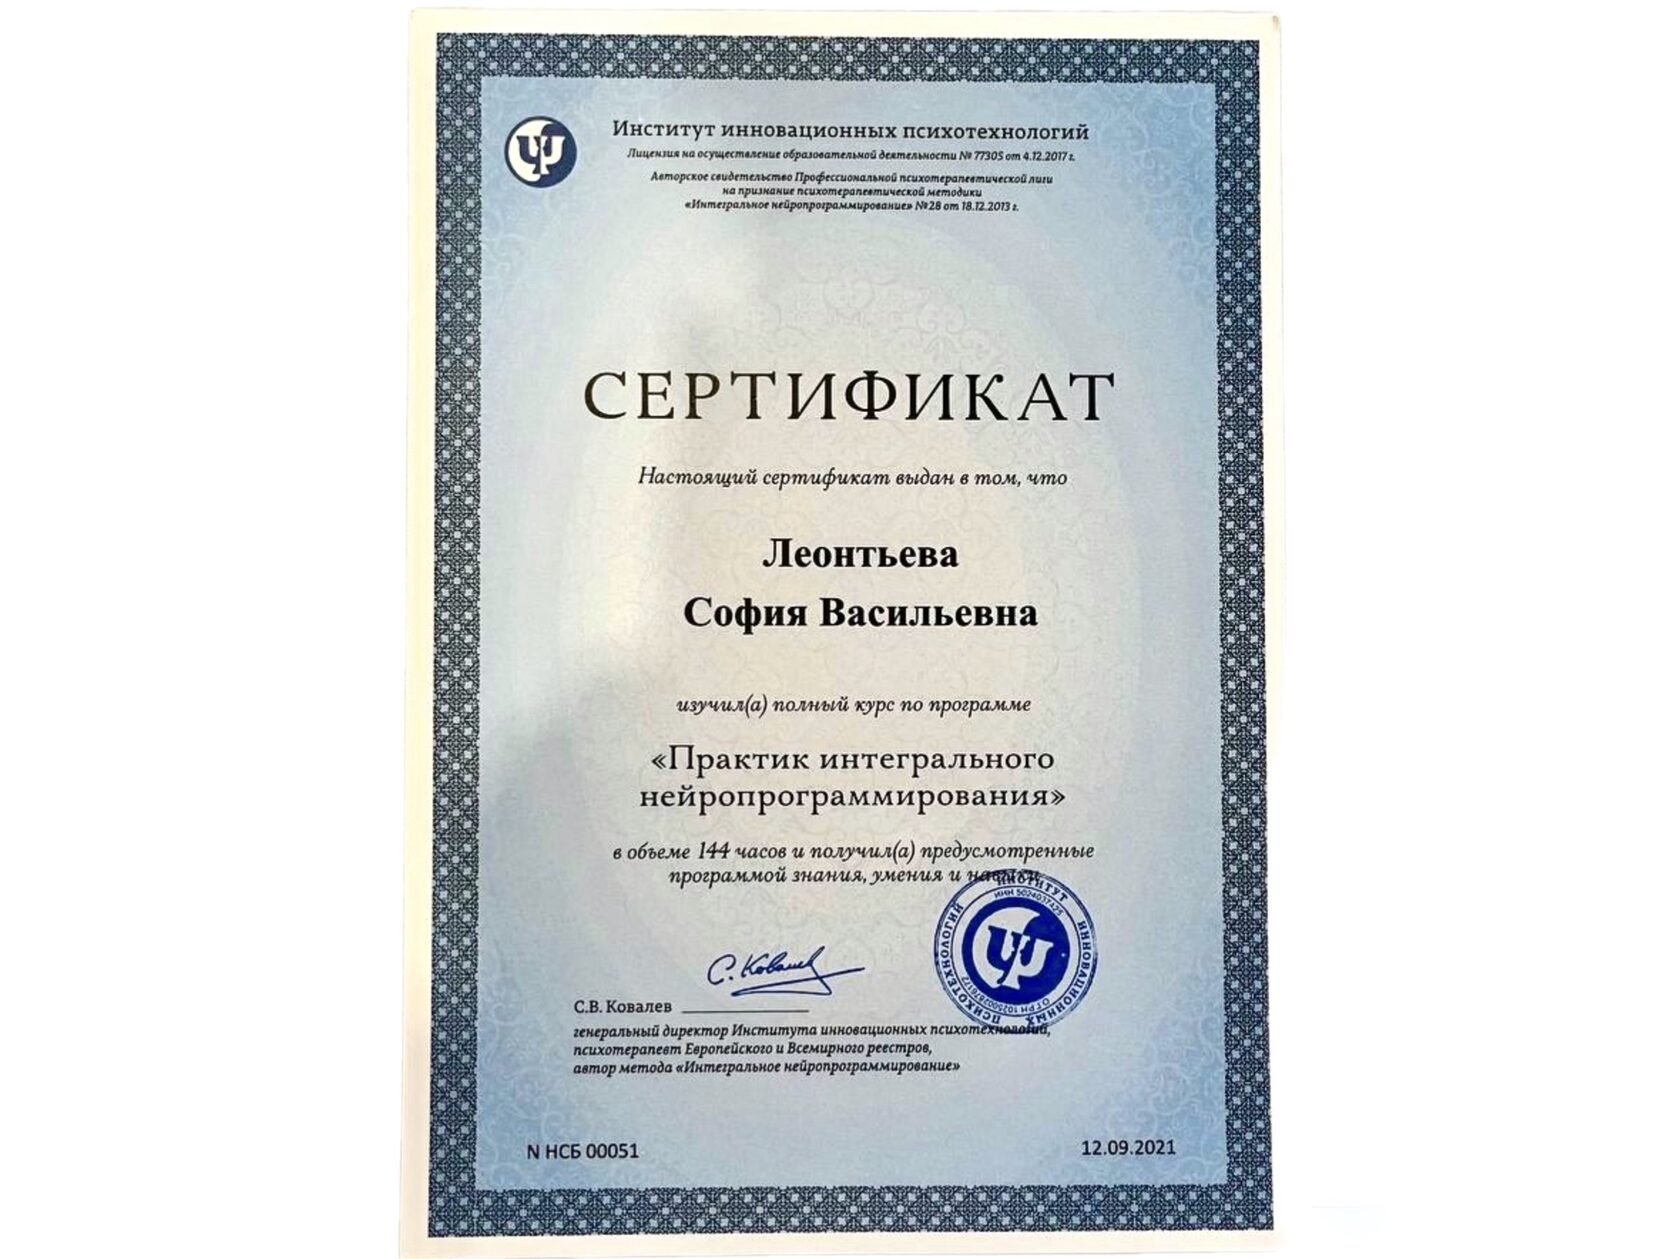 Институт инновационных психотехнологий
Лицензия на осуществление образовательной деятельности № 77305 от 4.12.2017 г.
Авторское свидетельство Профессиональной психотерапевтической лиги
на признание психотерапевтической методики
«Интегральное нейропрограммирование» №28 от 18.12.2013 г.
СЕРТИФИКАТ
Настоящий сертификат выдан в том, что
Леонтьева
София Васильевна
изучил(а) полный курс по программе
«Практик интегрального
нейропрограммирования»
в объеме 144 часов и получил(а) предусмотренные
программой знания, умения и навыки
ИНСТИТУТ ИННОВАЦИОННЫХ ПСИХОТЕХНОЛОГИЙ
С. Ковалев
С.В. Ковалев
генеральный директор Института инновационных психотехнологий,
психотерапевт Европейского и Всемирного реестров,
автор метода «Интегральное нейропрограммирование»
N НСБ 00051
12.09.2021